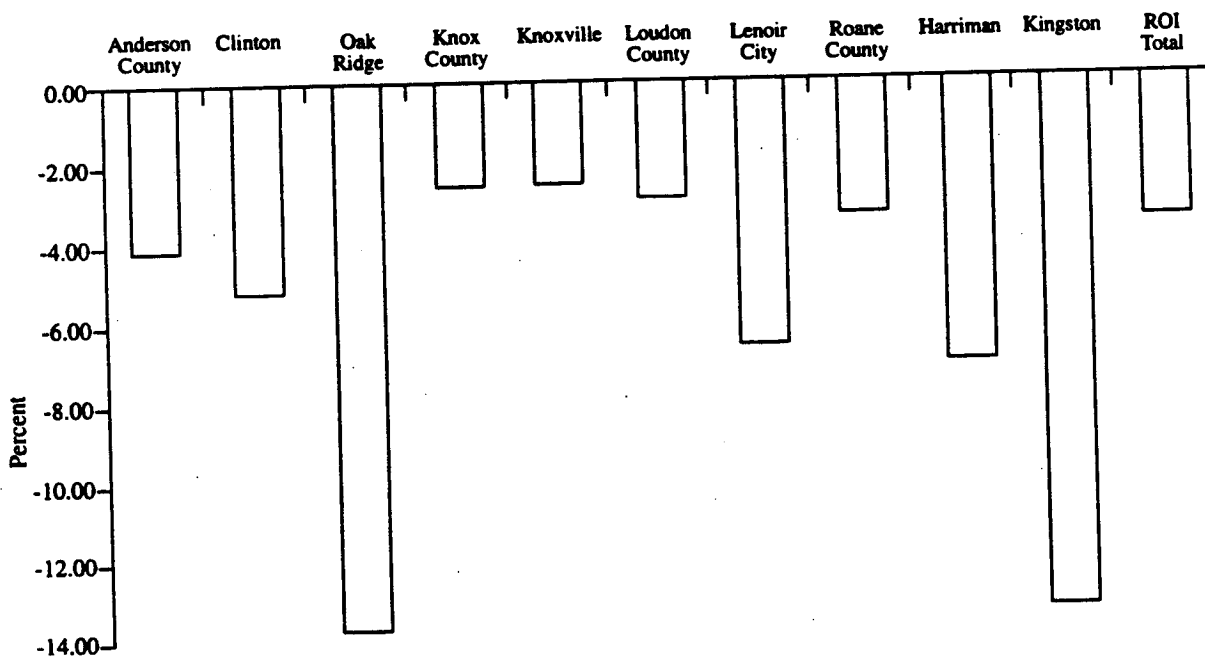 Anderson
County
Clinton
Oak
Ridge
Knox
County
Knoxville
Loudon
County
Lenoir
City
Roane
County
Harriman
Kingston
ROI
Total
0.00
-2.00
-4.00
-6.00
-8.00
-10.00
-12.00
-14.00
Percent